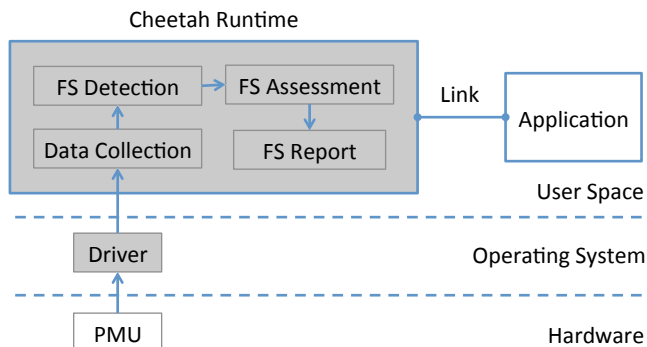 Cheetah Runtime
FS Detection
FS Assessment
Data Collection
FS Report
Link
Application
User Space
Driver
Operating System
PMU
Hardware